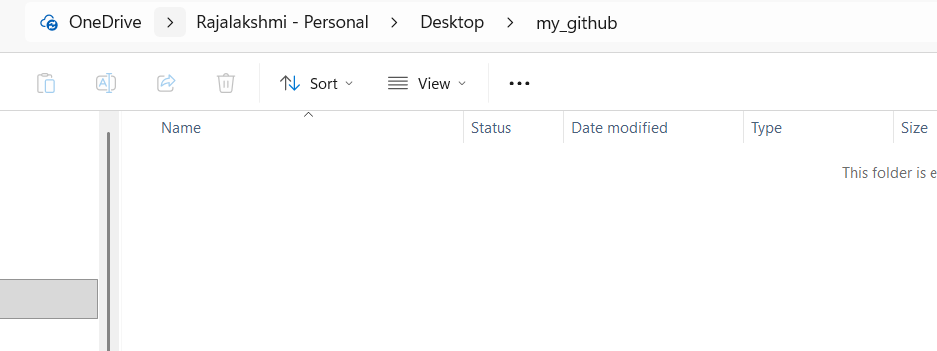 OneDrive > Rajalakshmi - Personal > Desktop > my_github
Sort View
Name Status Date modified Type Size
This folder is e